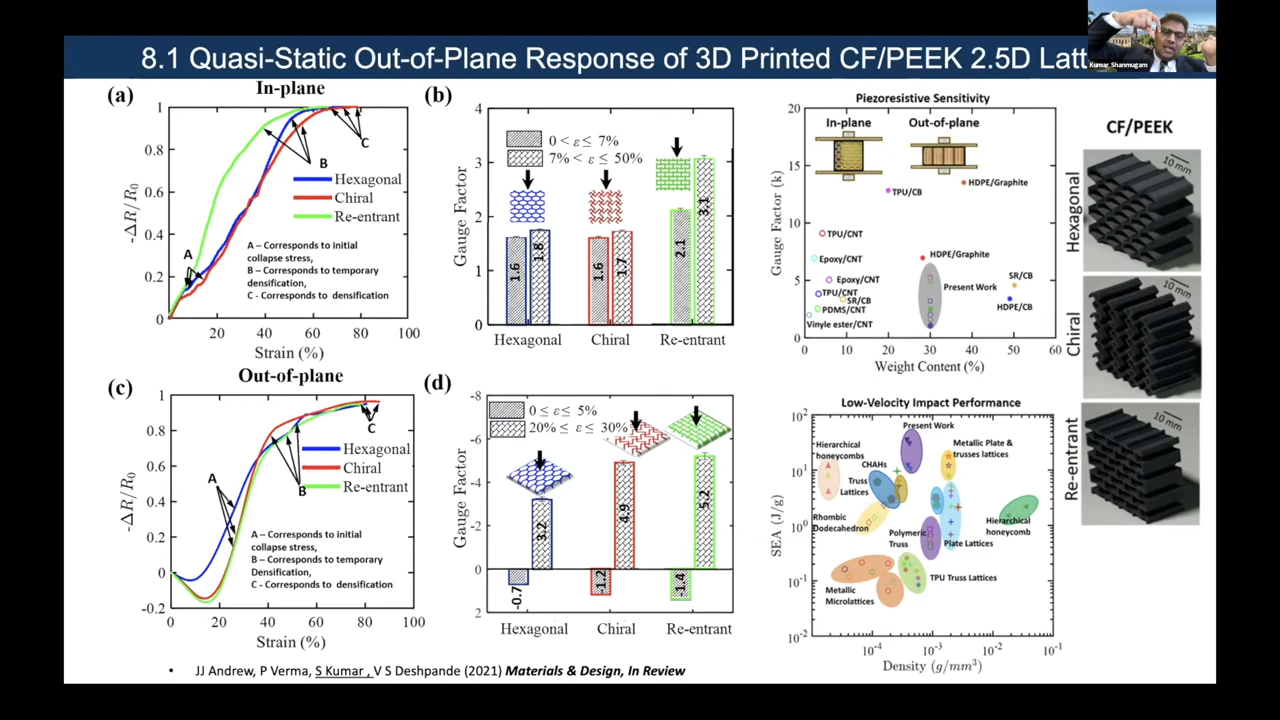 8.1 Quasi-Static Out-of-Plane Response of 3D Printed CF/PEEK 2.5D Latt
Kumar Shanmugam
(a)
In-plane
-ΔR/R0
1
0.8
0.6
0.4
0.2
0
0 20 40 60 80 100
Strain (%)
A
B
C
Hexagonal
Chiral
Re-entrant
A – Corresponds to initial
collapse stress,
B – Corresponds to temporary
densification,
C - Corresponds to densification
(b)
Gauge Factor
4
3
2
1
0
0 < ε ≤ 7%
7% < ε ≤ 50%
1.6
1.8
1.6
1.7
2.1
3.1
Hexagonal
Chiral
Re-entrant
(c)
Out-of-plane
-ΔR/R0
1
0.8
0.6
0.4
0.2
0
-0.2
0 20 40 60 80 100
Strain (%)
A
B
C
Hexagonal
Chiral
Re-entrant
A – Corresponds to initial
collapse stress,
B – Corresponds to temporary
Densification,
C - Corresponds to densification
(d)
Gauge Factor
-8
-6
-4
-2
0
2
0 ≤ ε ≤ 5%
20% ≤ ε ≤ 30%
-0.7
3.2
-1.2
4.9
-1.4
5.2
Hexagonal
Chiral
Re-entrant
Piezoresistive Sensitivity
Gauge Factor (k)
20
15
10
5
0
In-plane
Out-of-plane
TPU/CB
HDPE/Graphite
TPU/CNT
HDPE/Graphite
Epoxy/CNT
Epoxy/CNT
SR/CB
Present Work
TPU/CNT
SR/CB
HDPE/CB
PDMS/CNT
Vinyle ester/CNT
0 10 20 30 40 50 60
Weight Content (%)
Low-Velocity Impact Performance
SEA (J/g)
10^2
10^1
10^0
10^-1
10^-2
Present Work
Hierarchical
honeycombs
Metallic Plate &
trusses lattices
CHAHs
Truss
Lattices
Rhombic
Dodecahedron
Polymeric
Truss
Plate Lattices
Hierarchical
honeycomb
TPU Truss Lattices
Metallic
Microlattices
10^-4 10^-3 10^-2 10^-1
Density (g/mm^3)
CF/PEEK
Hexagonal
10 mm
Chiral
10 mm
Re-entrant
10 mm
• JJ Andrew, P Verma, S Kumar , V S Deshpande (2021) Materials & Design, In Review